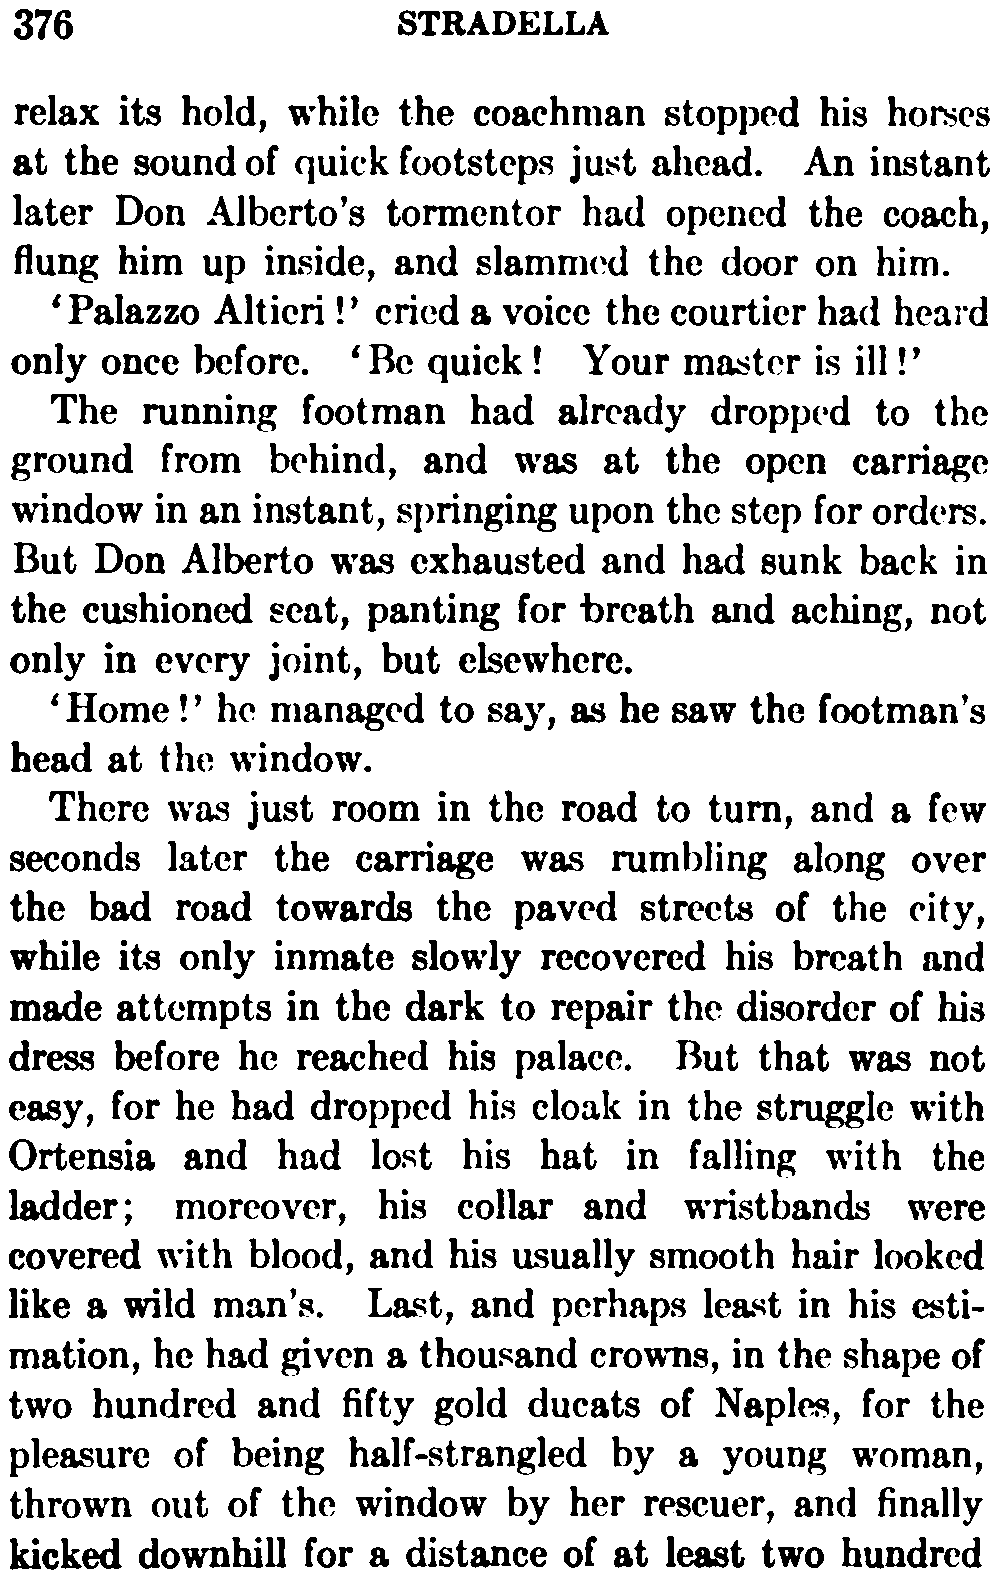 376 STRADELLA
relax its hold, while the coachman stopped his horses
at the sound of quick footsteps just ahead. An instant
later Don Alberto's tormentor had opened the coach,
flung him up inside, and slammed the door on him.
'Palazzo Altieri!' cried a voice the courtier had heard
only once before. 'Be quick! Your master is ill!'
The running footman had already dropped to the
ground from behind, and was at the open carriage
window in an instant, springing upon the step for orders.
But Don Alberto was exhausted and had sunk back in
the cushioned seat, panting for breath and aching, not
only in every joint, but elsewhere.
'Home!' he managed to say, as he saw the footman's
head at the window.
There was just room in the road to turn, and a few
seconds later the carriage was rumbling along over
the bad road towards the paved streets of the city,
while its only inmate slowly recovered his breath and
made attempts in the dark to repair the disorder of his
dress before he reached his palace. But that was not
easy, for he had dropped his cloak in the struggle with
Ortensia and had lost his hat in falling with the
ladder; moreover, his collar and wristbands were
covered with blood, and his usually smooth hair looked
like a wild man's. Last, and perhaps least in his esti-
mation, he had given a thousand crowns, in the shape of
two hundred and fifty gold ducats of Naples, for the
pleasure of being half-strangled by a young woman,
thrown out of the window by her rescuer, and finally
kicked downhill for a distance of at least two hundred